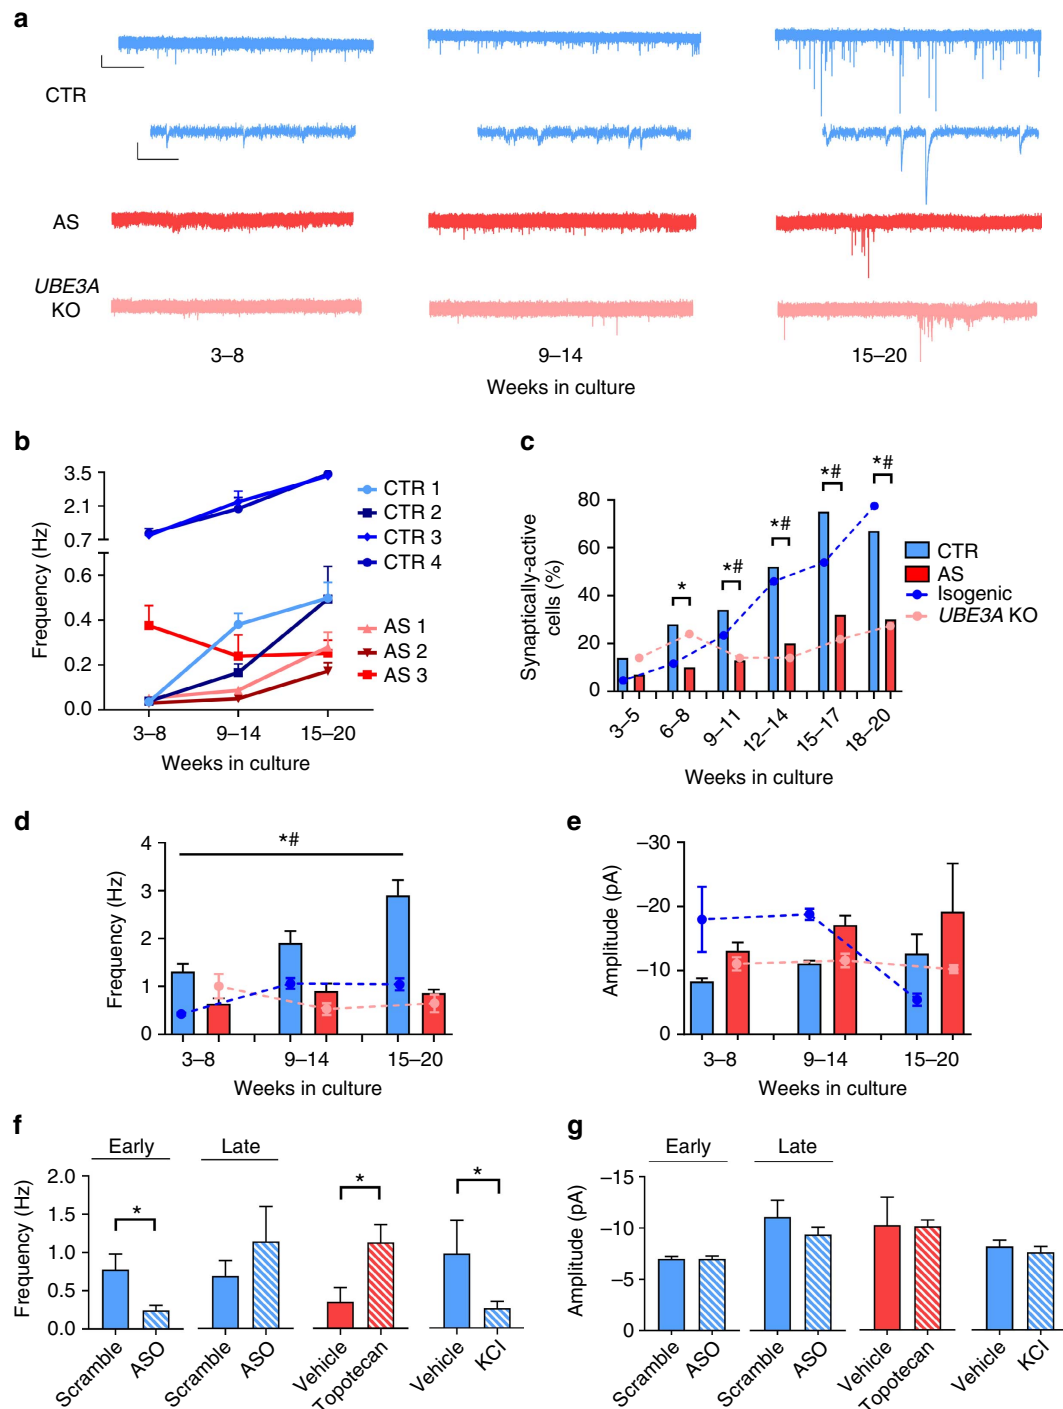 a
CTR
AS
UBE3A
KO
3–8 9–14 15–20
Weeks in culture
b
Frequency (Hz)
3.5
2.1
0.7
0.6
0.4
0.2
0.0
3–8 9–14 15–20
Weeks in culture
CTR 1
CTR 2
CTR 3
CTR 4
AS 1
AS 2
AS 3
c
Synaptically-active
cells (%)
80
60
40
20
0
* *# *# *# *#
3–5 6–8 9–11 12–14 15–17 18–20
Weeks in culture
CTR
AS
Isogenic
UBE3A KO
d
Frequency (Hz)
4
3
2
1
0
*#
3–8 9–14 15–20
Weeks in culture
e
Amplitude (pA)
–30
–20
–10
0
3–8 9–14 15–20
Weeks in culture
f
Early Late
Frequency (Hz)
2.0
1.5
1.0
0.5
0.0
* * *
Scramble ASO Scramble ASO Vehicle Topotecan Vehicle KCl
g
Early Late
Amplitude (pA)
–15
–10
–5
0
Scramble ASO Scramble ASO Vehicle Topotecan Vehicle KCl